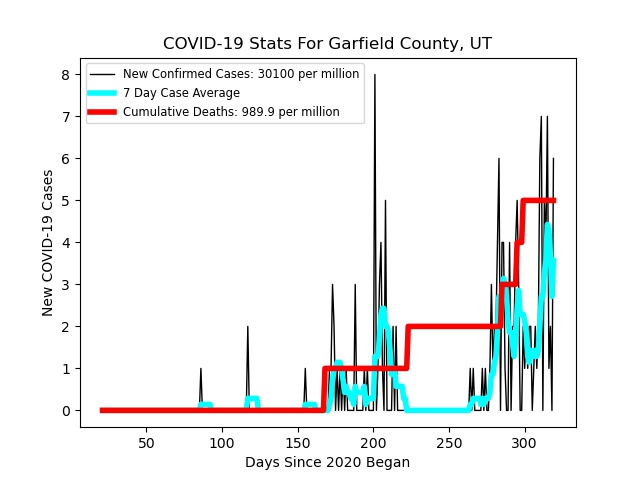 COVID-19 Stats For Garfield County, UT
New Confirmed Cases: 30100 per million
7 Day Case Average
Cumulative Deaths: 989.9 per million
New COVID-19 Cases
8
7
6
5
4
3
2
1
0
50 100 150 200 250 300
Days Since 2020 Began